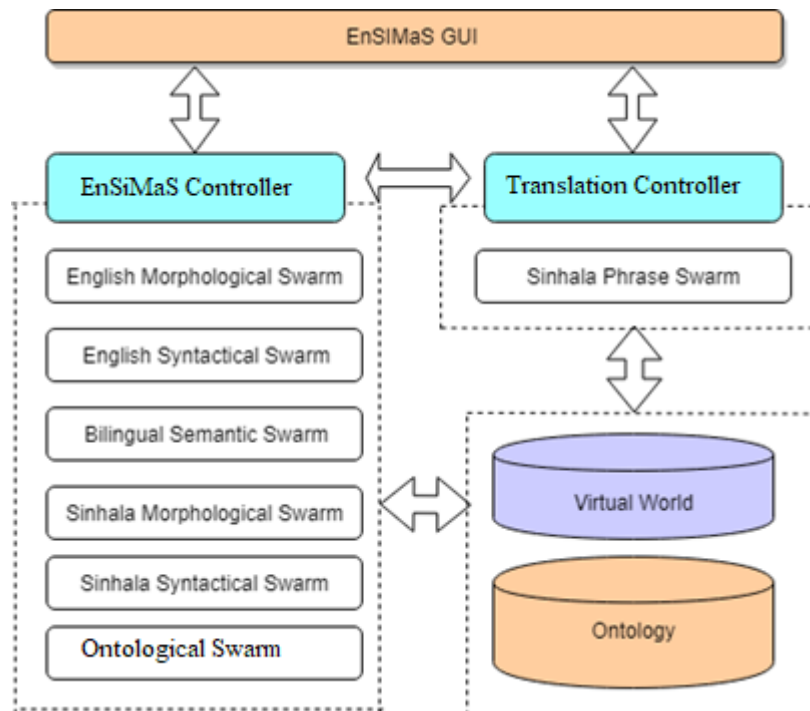 EnSIMaS GUI
EnSiMaS Controller
Translation Controller
English Morphological Swarm
Sinhala Phrase Swarm
English Syntactical Swarm
Bilingual Semantic Swarm
Sinhala Morphological Swarm
Sinhala Syntactical Swarm
Ontological Swarm
Virtual World
Ontology